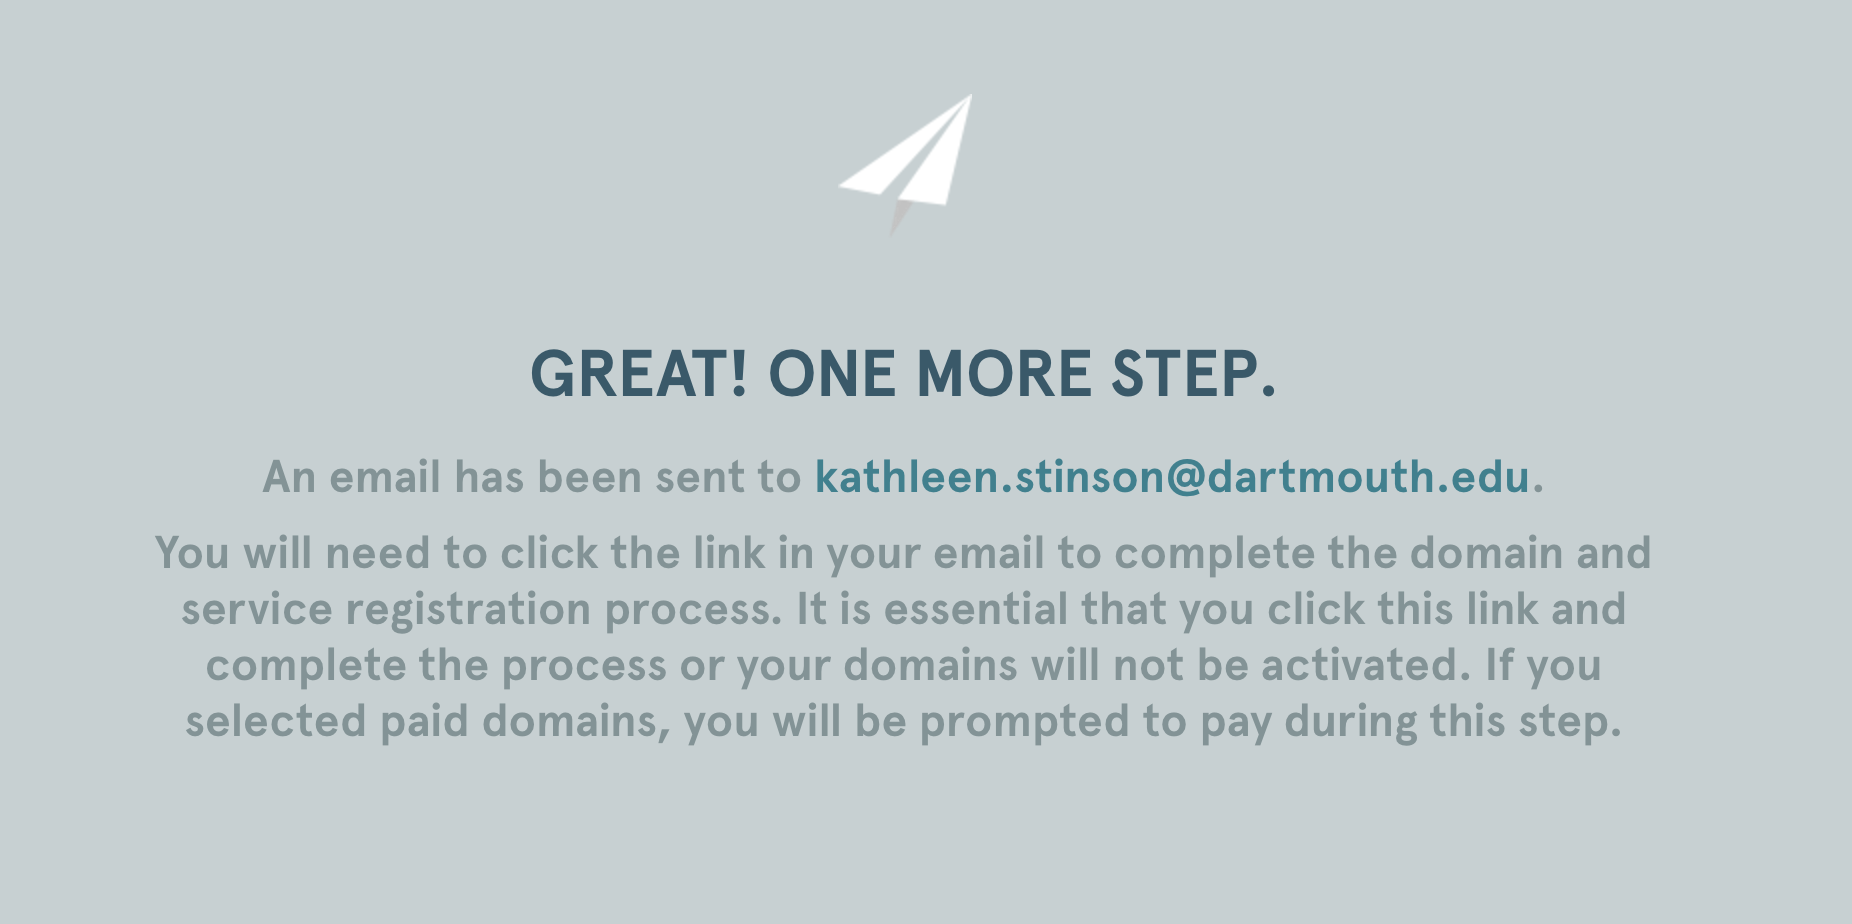 GREAT! ONE MORE STEP.
An email has been sent to kathleen.stinson@dartmouth.edu.
You will need to click the link in your email to complete the domain and
service registration process. It is essential that you click this link and
complete the process or your domains will not be activated. If you
selected paid domains, you will be prompted to pay during this step.